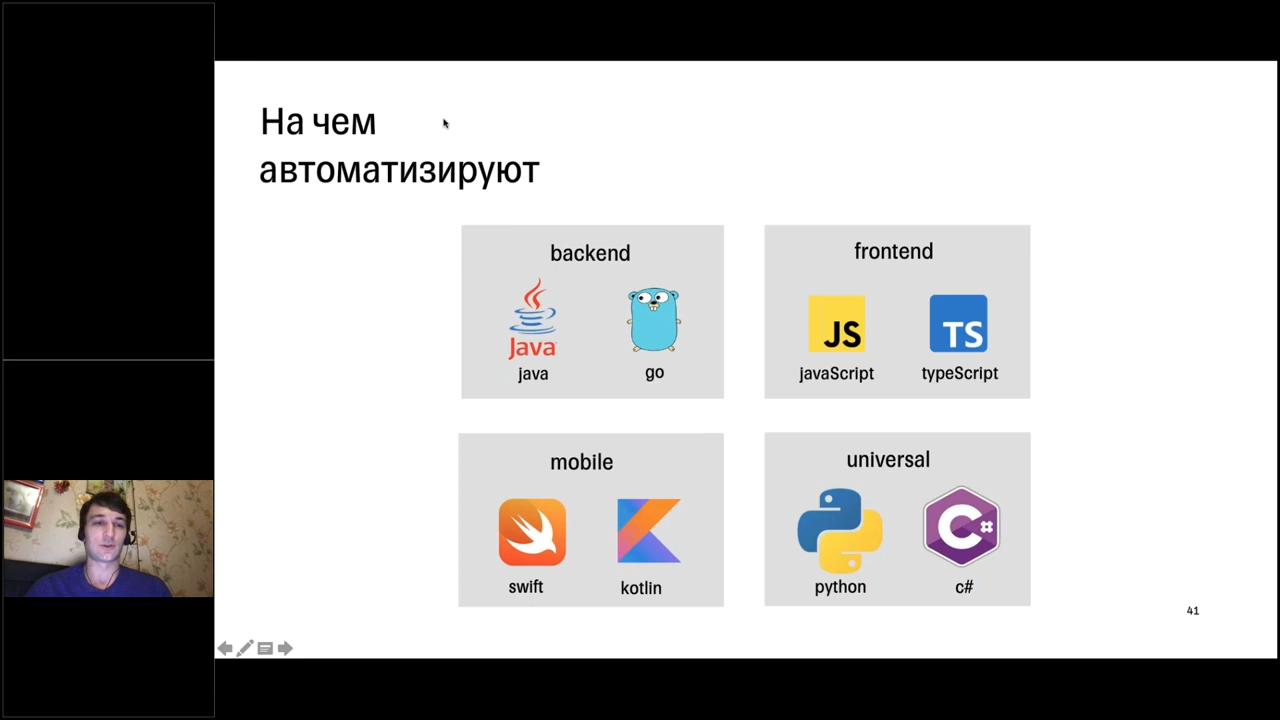 На чем
автоматизируют
backend
frontend
Java
JS
TS
java
go
javaScript
typeScript
mobile
universal
C#
swift
kotlin
python
c#
41